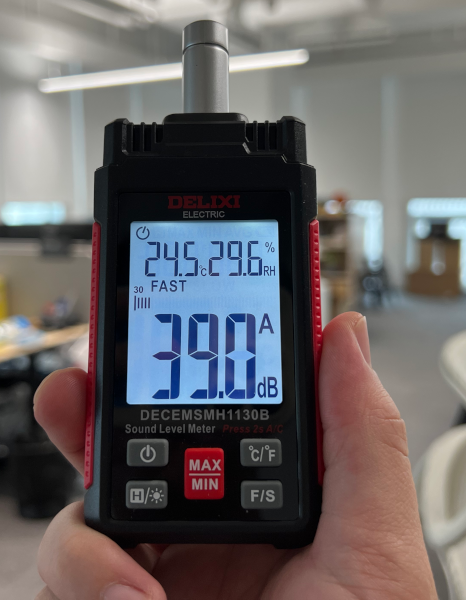 DELIXI
ELECTRIC
24.5°C 29.6%RH
30 FAST
39.0 A dB
DECEMSMH1130B
Sound Level Meter Press 2s A/C
MAX MIN
°C/°F
H/
F/S